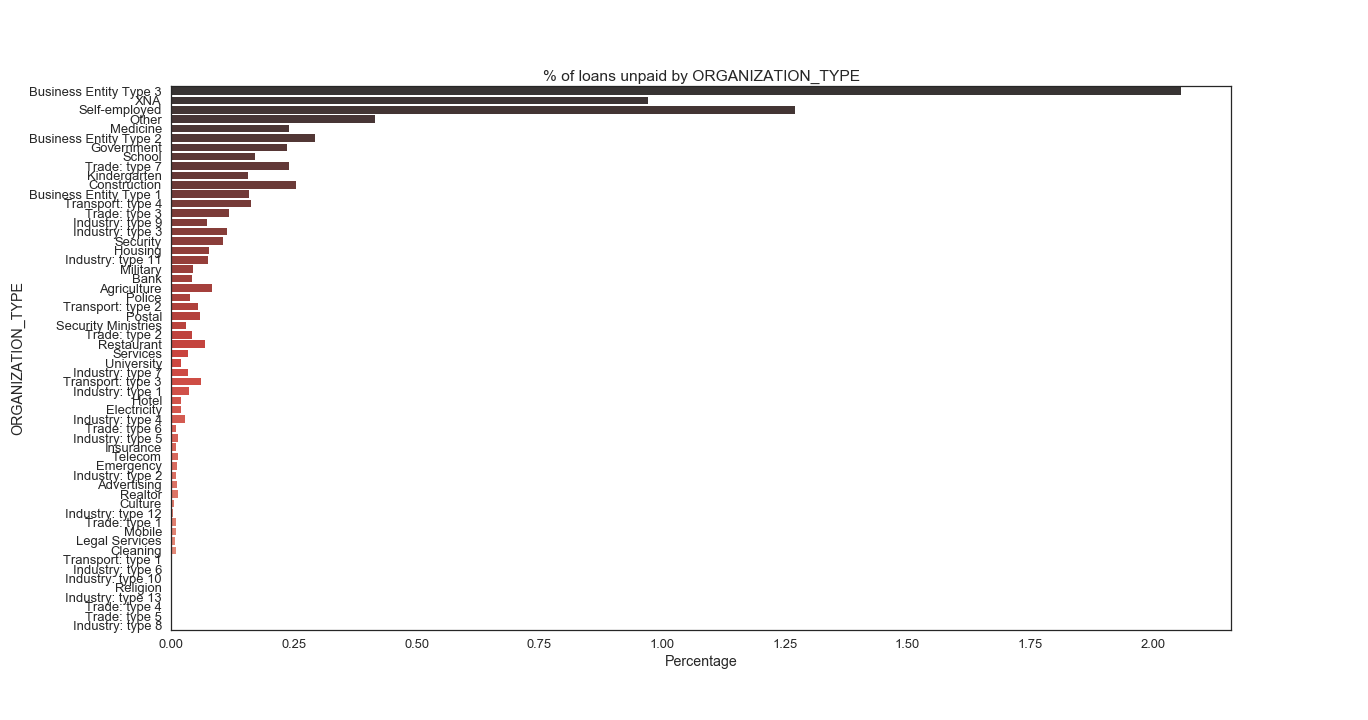 % of loans unpaid by ORGANIZATION_TYPE
Business Entity Type 3
XNA
Self-employed
Other
Medicine
Business Entity Type 2
Government
School
Trade: type 7
Kindergarten
Construction
Business Entity Type 1
Transport: type 4
Trade: type 3
Industry: type 9
Industry: type 3
Security
Housing
Industry: type 11
Military
Bank
Agriculture
Police
Transport: type 2
Postal
Security Ministries
Trade: type 2
Restaurant
Services
University
Industry: type 7
Transport: type 3
Industry: type 1
Hotel
Electricity
Industry: type 4
Trade: type 6
Industry: type 5
Insurance
Telecom
Emergency
Industry: type 2
Advertising
Realtor
Culture
Industry: type 12
Trade: type 1
Mobile
Legal Services
Cleaning
Transport: type 1
Industry: type 6
Industry: type 10
Religion
Industry: type 13
Trade: type 4
Trade: type 5
Industry: type 8
ORGANIZATION_TYPE
0.00 0.25 0.50 0.75 1.00 1.25 1.50 1.75 2.00
Percentage